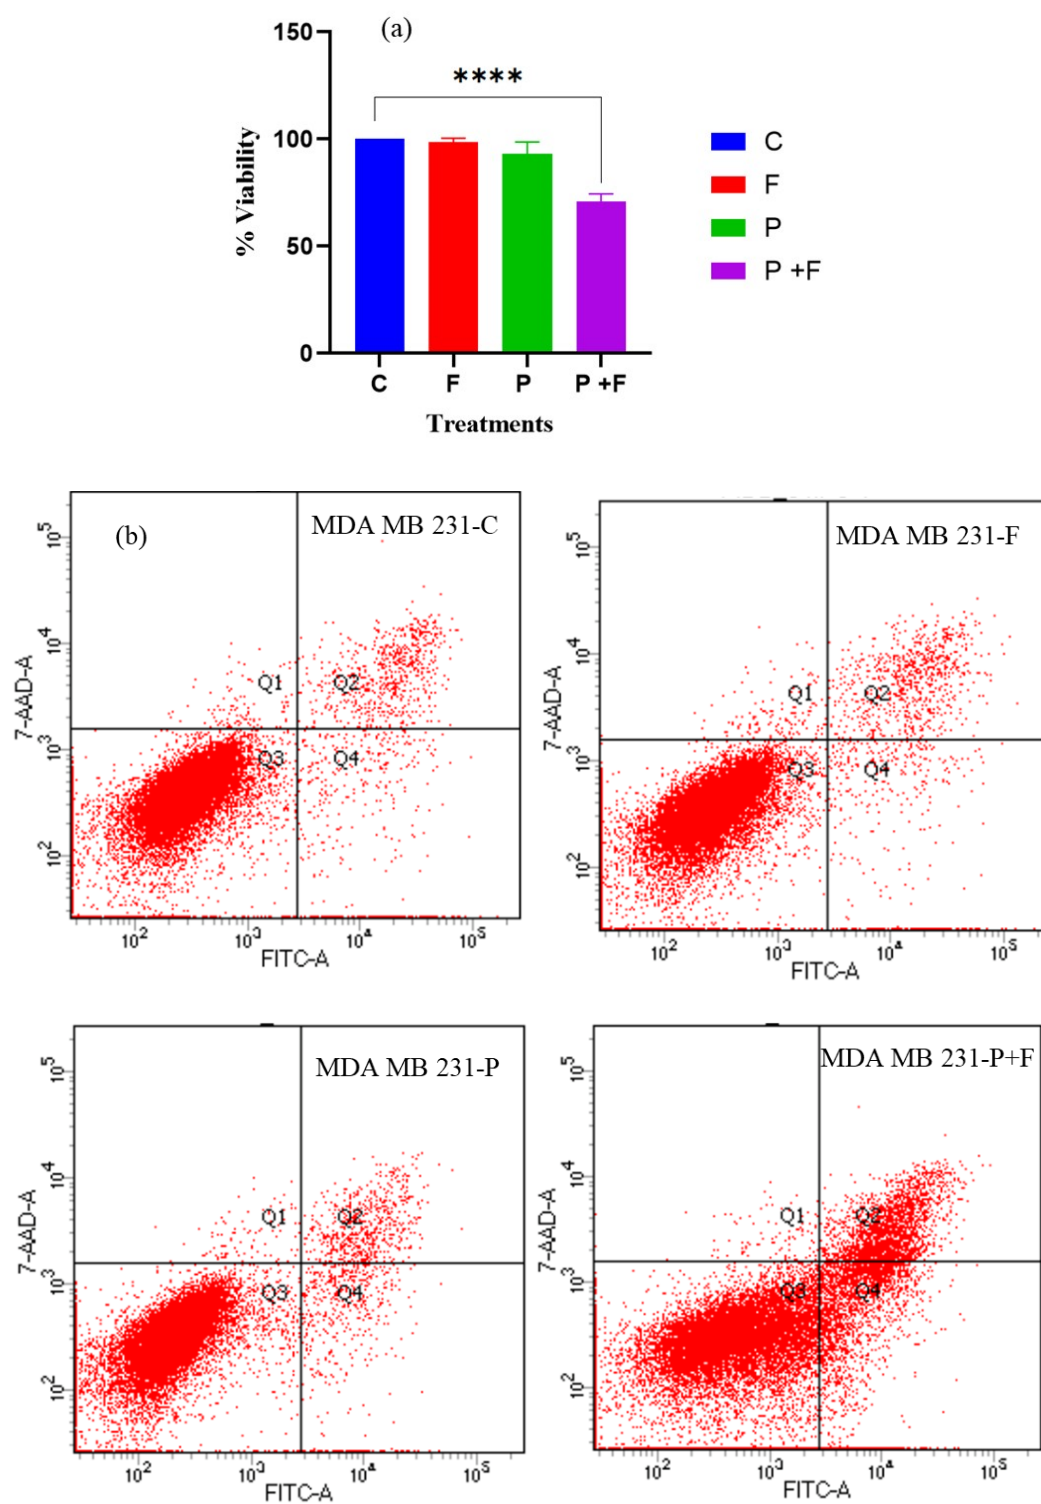 (a)
150
100
50
0
% Viability
****
C
F
P
P +F
Treatments
C
F
P
P +F
(b)
MDA MB 231-C
Q1
Q2
Q3
Q4
10^5
10^4
10^3
10^2
7-AAD-A
10^2
10^3
10^4
10^5
FITC-A
MDA MB 231-F
Q1
Q2
Q3
Q4
10^5
10^4
10^3
10^2
7-AAD-A
10^2
10^3
10^4
10^5
FITC-A
MDA MB 231-P
Q1
Q2
Q3
Q4
10^5
10^4
10^3
10^2
7-AAD-A
10^2
10^3
10^4
10^5
FITC-A
MDA MB 231-P+F
Q1
Q2
Q3
Q4
10^5
10^4
10^3
10^2
7-AAD-A
10^2
10^3
10^4
10^5
FITC-A